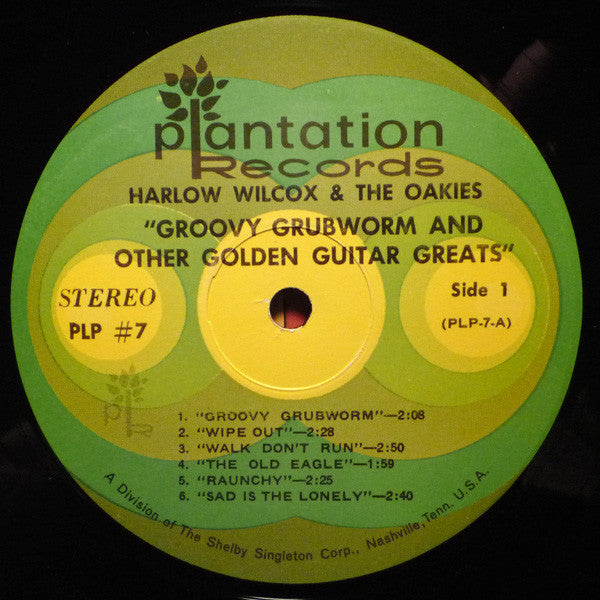 plantation
Records
HARLOW WILCOX & THE OAKIES
"GROOVY GRUBWORM AND
OTHER GOLDEN GUITAR GREATS"
STEREO
PLP #7
Side 1
(PLP-7-A)
1. "GROOVY GRUBWORM"—2:08
2. "WIPE OUT"—2:28
3. "WALK DON'T RUN"—2:50
4. "THE OLD EAGLE"—1:59
5. "RAUNCHY"—2:25
6. "SAD IS THE LONELY"—2:40
A Division of The Shelby Singleton Corp., Nashville, Tenn. U.S.A.